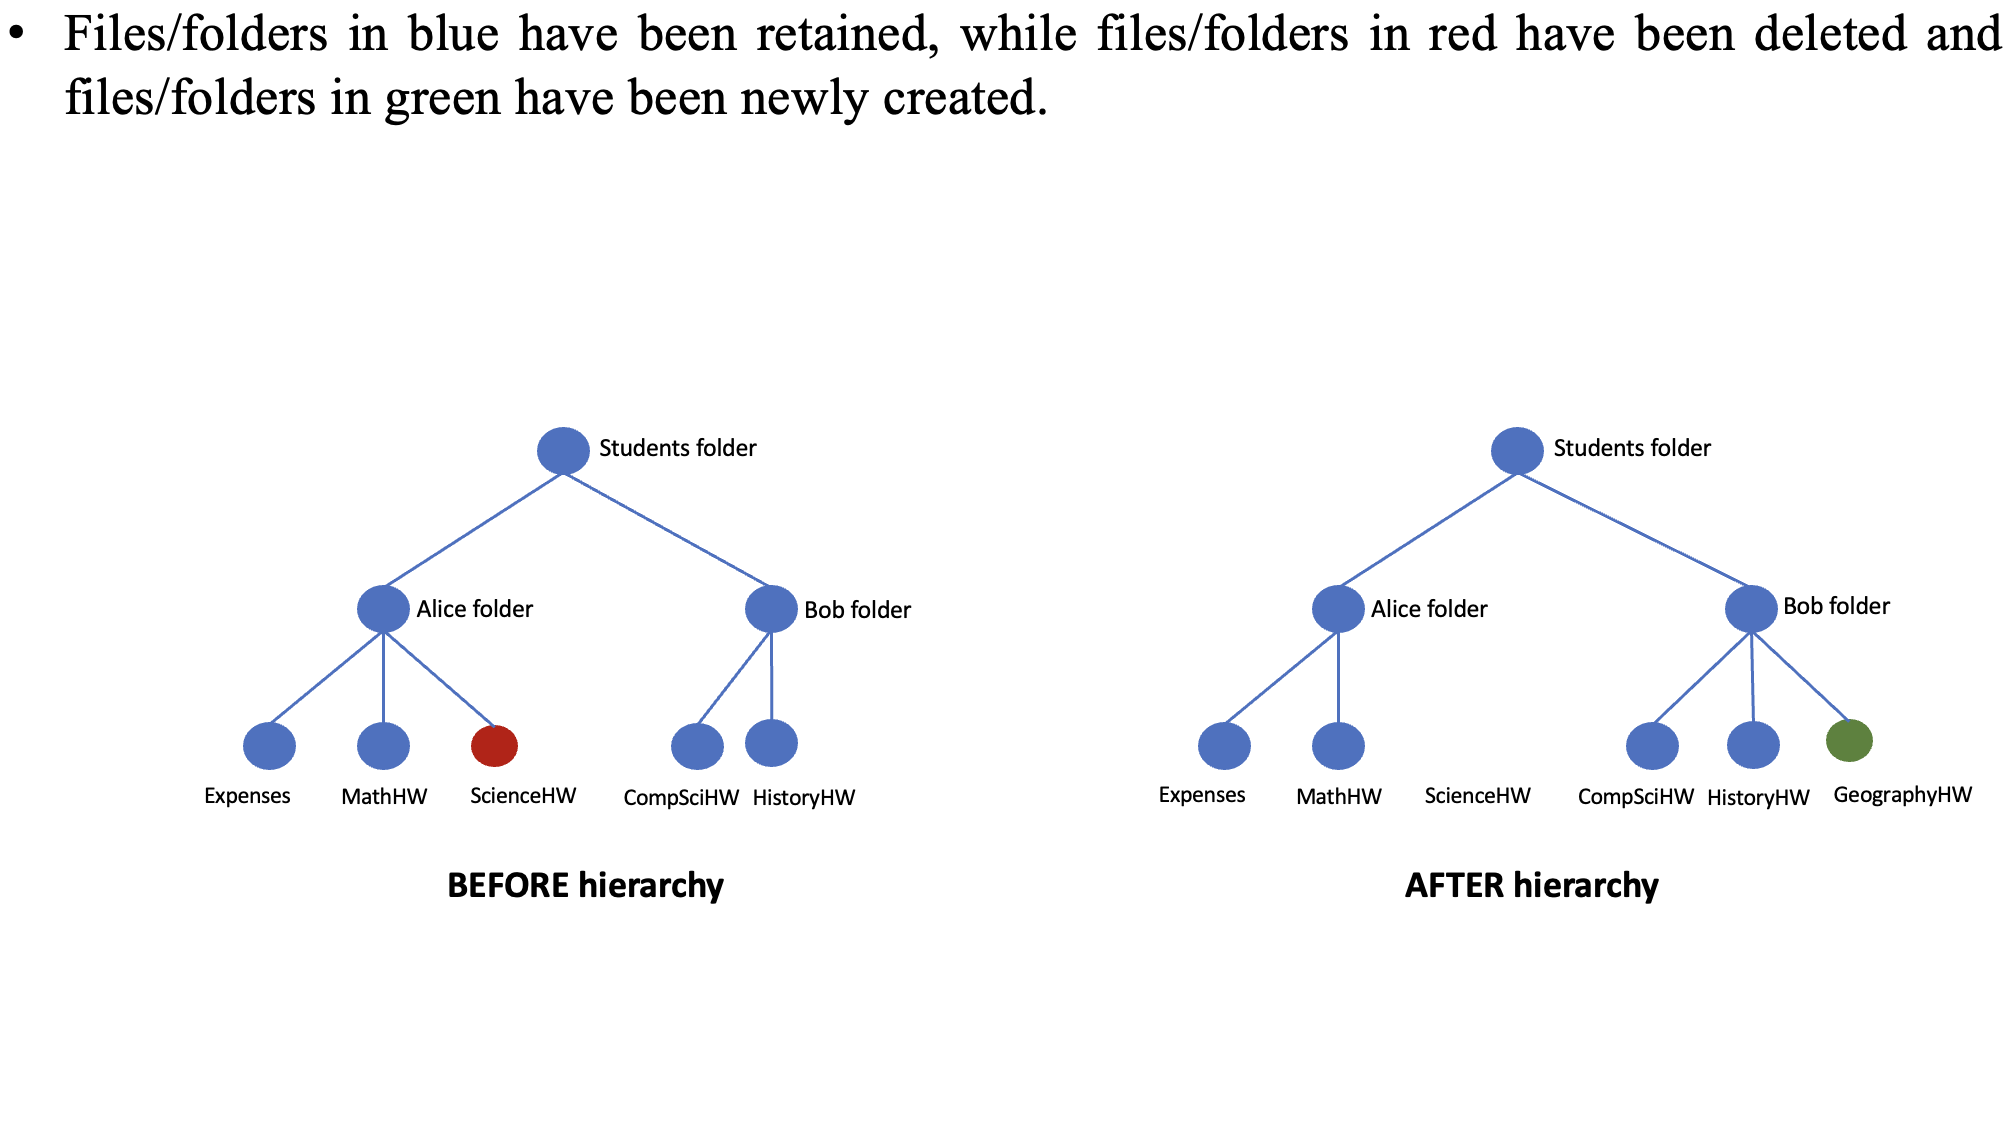 • Files/folders in blue have been retained, while files/folders in red have been deleted and
files/folders in green have been newly created.
Students folder
Alice folder
Bob folder
Expenses
MathHW
ScienceHW
CompSciHW
HistoryHW
BEFORE hierarchy
Students folder
Alice folder
Bob folder
Expenses
MathHW
ScienceHW
CompSciHW
HistoryHW
GeographyHW
AFTER hierarchy